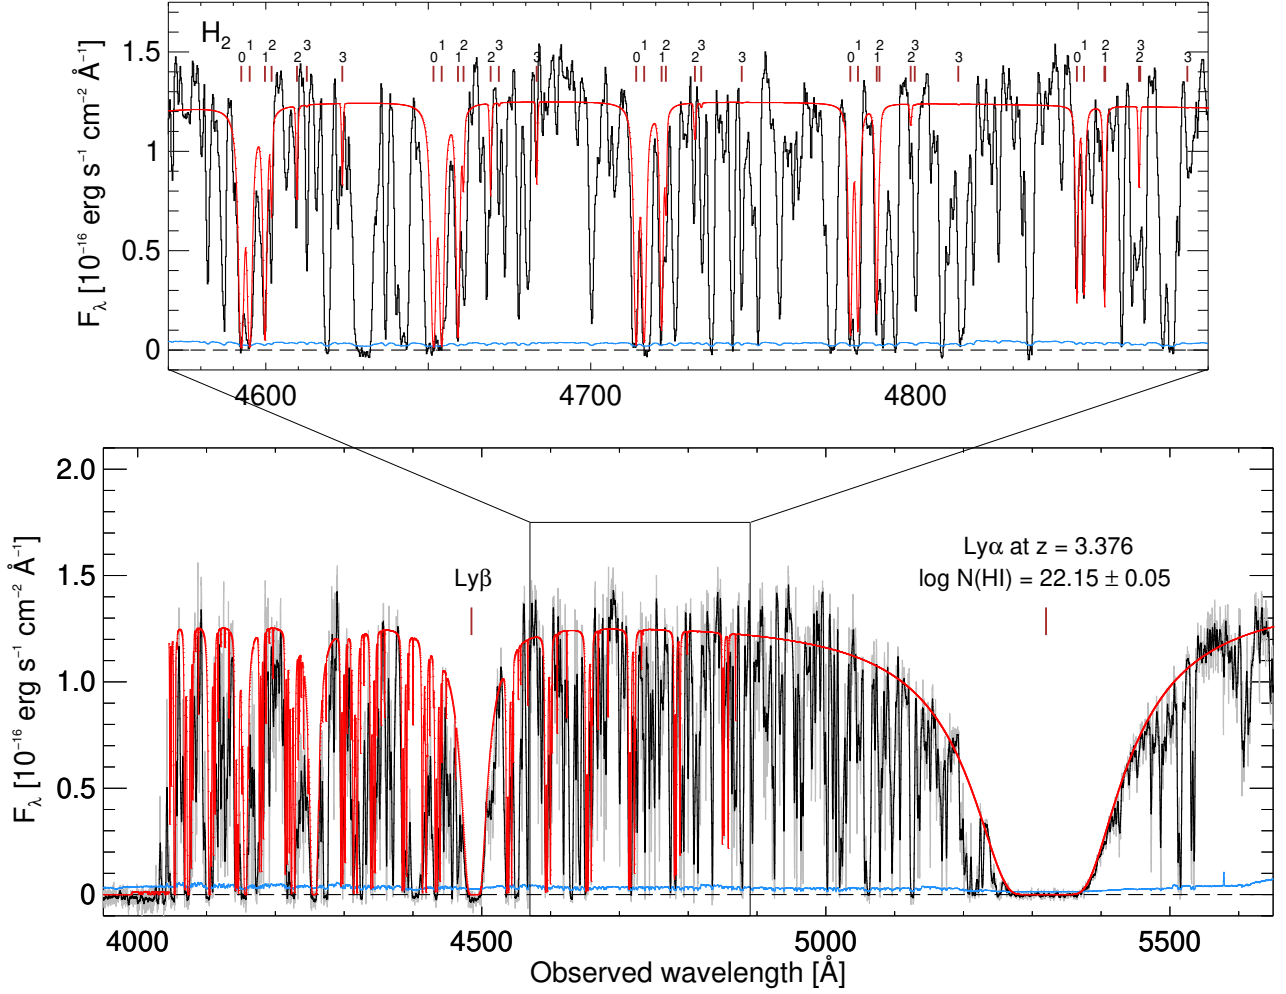 H₂
0 1 1 2 2 3 3
0 1 1 2 2 3 3
0 1 1 2 2 3 3
0 1 1 2 2 3 3
0 1 1 2 2 3 3
1.5
1
0.5
0
F_λ [10⁻¹⁶ erg s⁻¹ cm⁻² Å⁻¹]
4600 4700 4800
2.0
1.5
1.0
0.5
0
F_λ [10⁻¹⁶ erg s⁻¹ cm⁻² Å⁻¹]
Lyβ
Lyα at z = 3.376
log N(HI) = 22.15 ± 0.05
4000 4500 5000 5500
Observed wavelength [Å]